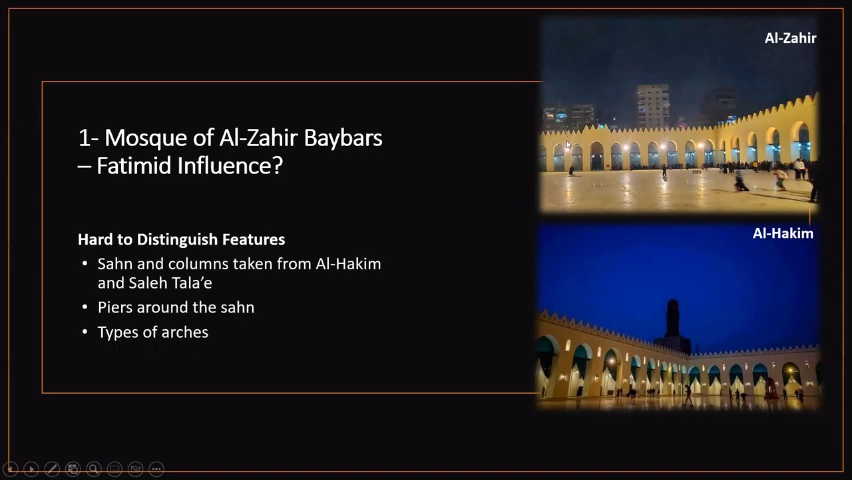 Al-Zahir
1- Mosque of Al-Zahir Baybars
– Fatimid Influence?
Al-Hakim
Hard to Distinguish Features
• Sahn and columns taken from Al-Hakim
and Saleh Tala’e
• Piers around the sahn
• Types of arches